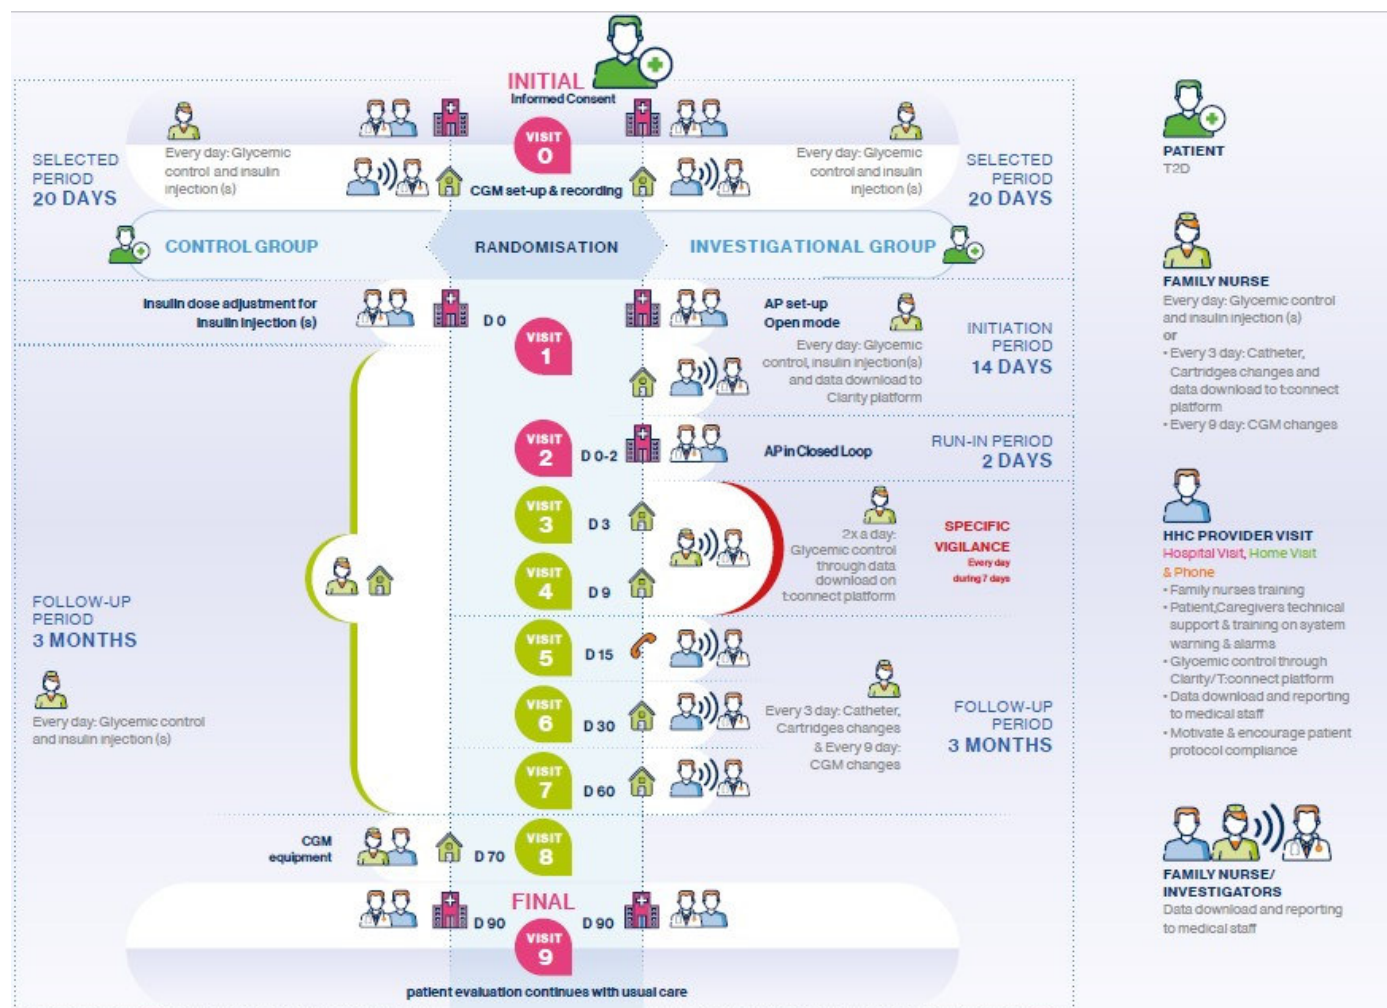 INITIAL
Informed Consent
VISIT
0
CGM set-up & recording
SELECTED
PERIOD
20 DAYS
Every day: Glycemic
control and insulin
injection (s)
Every day: Glycemic
control and insulin
injection (s)
SELECTED
PERIOD
20 DAYS
CONTROL GROUP
RANDOMISATION
INVESTIGATIONAL GROUP
Insulin dose adjustment for
insulin injection (s)
D 0
VISIT
1
AP set-up
Open mode
Every day: Glycemic
control, insulin injection(s)
and data download to
Clarity platform
INITIATION
PERIOD
14 DAYS
VISIT
2
D 0-2
AP in Closed Loop
RUN-IN PERIOD
2 DAYS
VISIT
3
D 3
VISIT
4
D 9
2x a day:
Glycemic control
through data
download on
t:connect platform
SPECIFIC
VIGILANCE
Every day
during 7 days
FOLLOW-UP
PERIOD
3 MONTHS
Every day: Glycemic control
and insulin injection (s)
VISIT
5
D 15
VISIT
6
D 30
VISIT
7
D 60
Every 3 day: Catheter,
Cartridges changes
& Every 9 day:
CGM changes
FOLLOW-UP
PERIOD
3 MONTHS
CGM
equipment
D 70
VISIT
8
FINAL
D 90
D 90
VISIT
9
patient evaluation continues with usual care
PATIENT
T2D
FAMILY NURSE
Every day: Glycemic control
and insulin injection (s)
or
• Every 3 day: Catheter,
Cartridges changes and
data download to t:connect
platform
• Every 9 day: CGM changes
HHC PROVIDER VISIT
Hospital Visit, Home Visit
& Phone
• Family nurses training
• Patient,Caregivers technical
support & training on system
warning & alarms
• Glycemic control through
Clarity/T:connect platform
• Data download and reporting
to medical staff
• Motivate & encourage patient
protocol compliance
FAMILY NURSE/
INVESTIGATORS
Data download and reporting
to medical staff